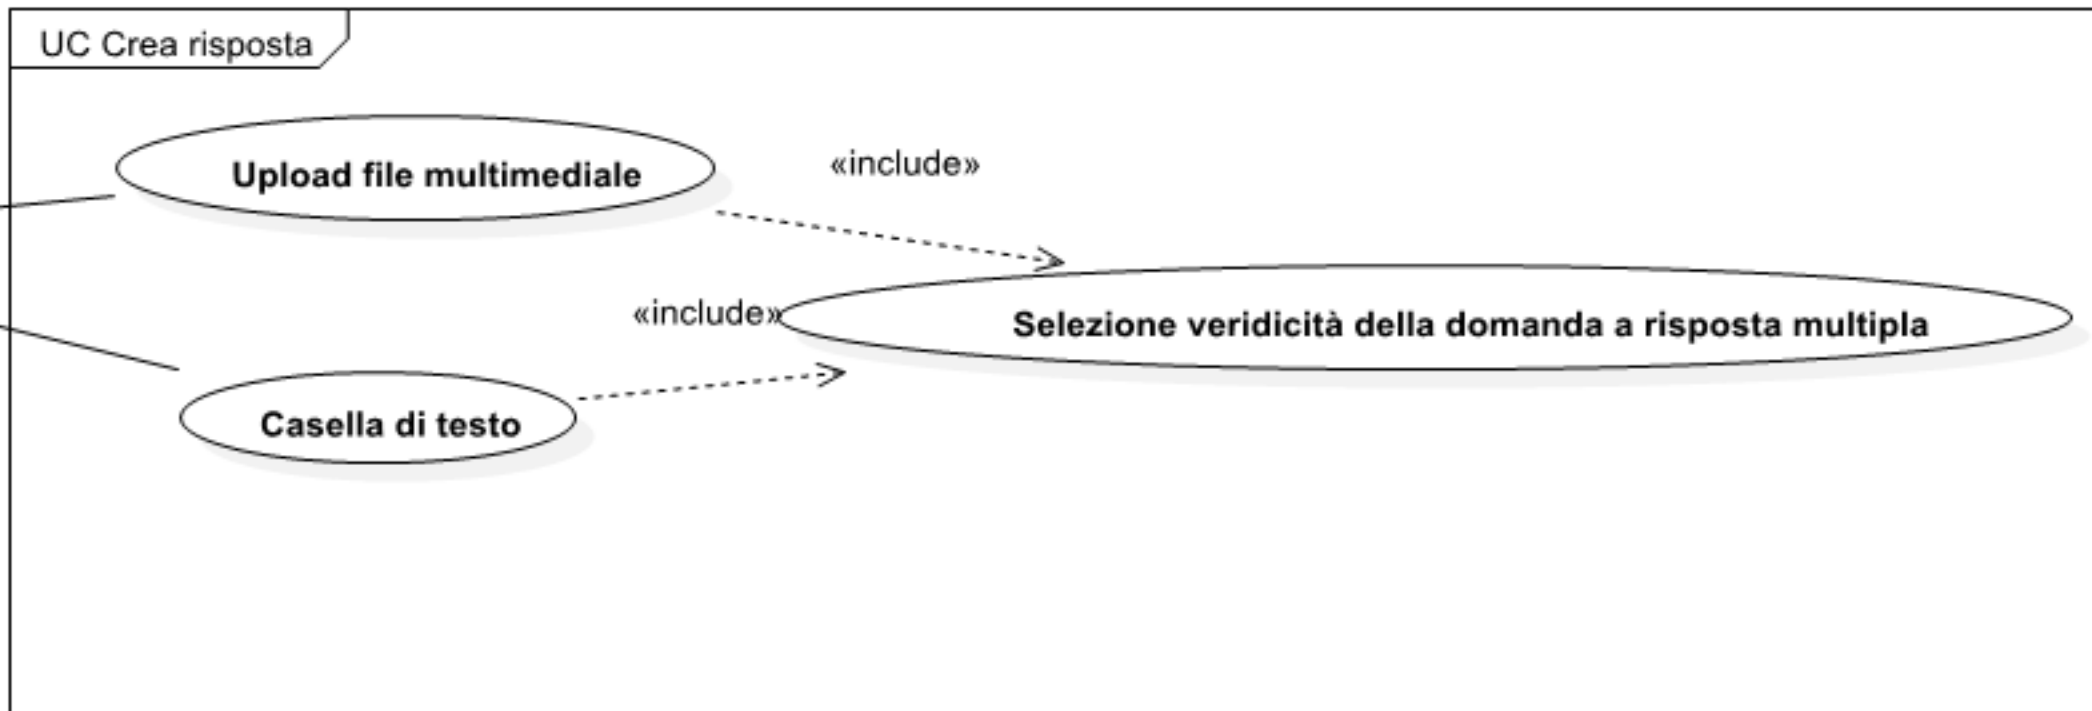 UC Crea risposta
Upload file multimediale
«include»
«include»
Selezione veridicità della domanda a risposta multipla
Casella di testo